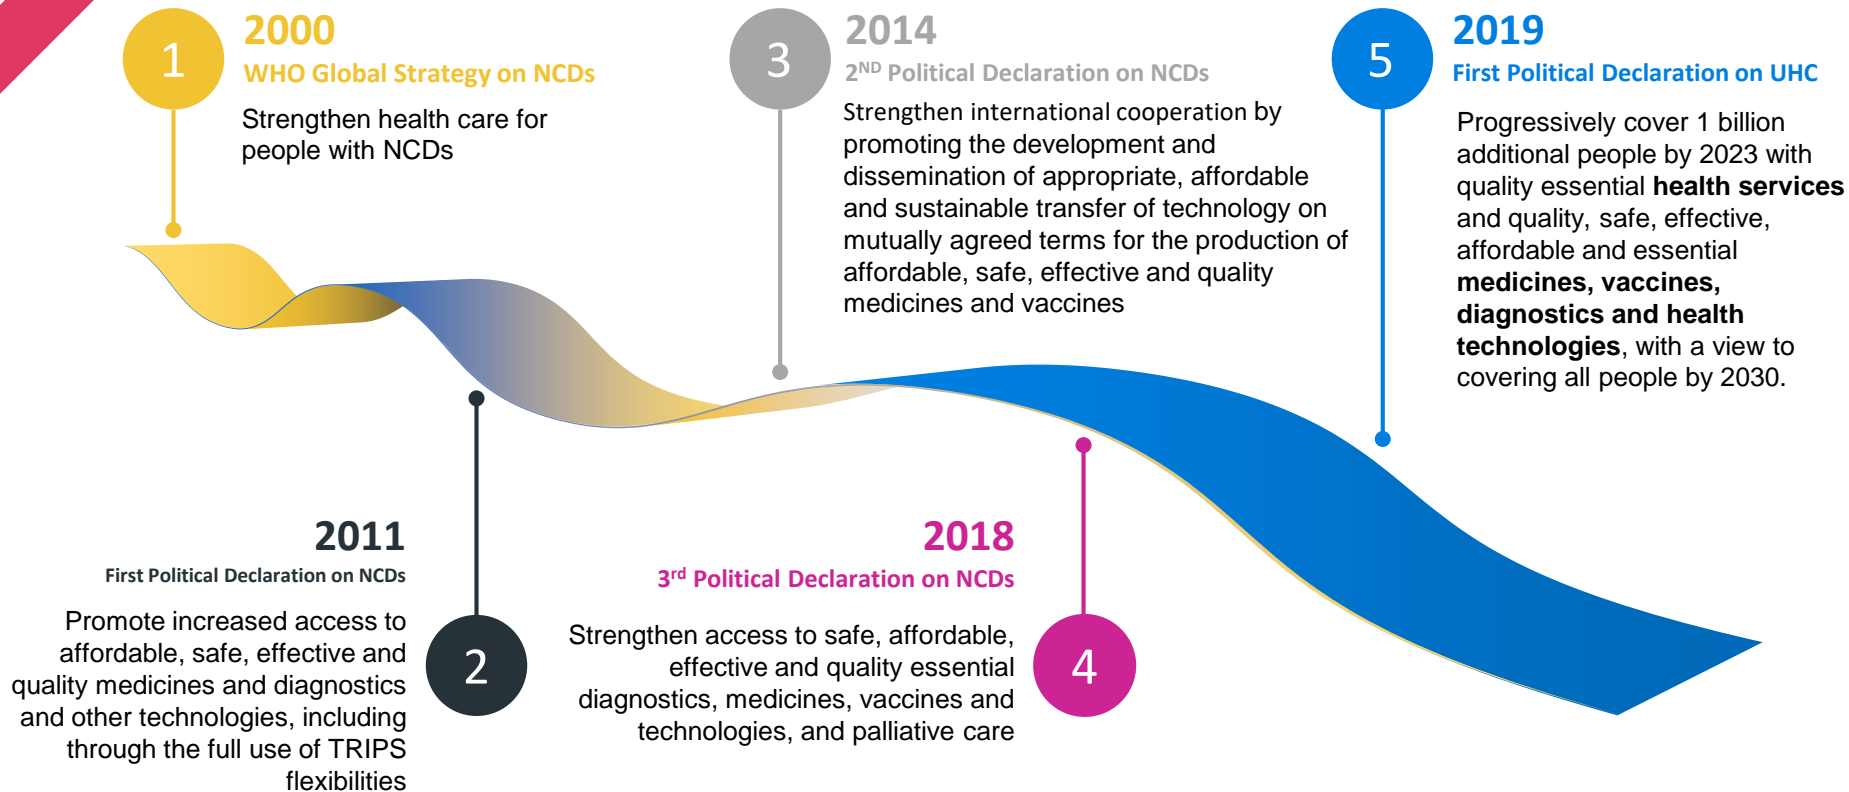 1
2000
WHO Global Strategy on NCDs
Strengthen health care for
people with NCDs
2011
First Political Declaration on NCDs
Promote increased access to
affordable, safe, effective and
quality medicines and diagnostics
and other technologies, including
through the full use of TRIPS
flexibilities
2
3
2014
2ND Political Declaration on NCDs
Strengthen international cooperation by
promoting the development and
dissemination of appropriate, affordable
and sustainable transfer of technology on
mutually agreed terms for the production of
affordable, safe, effective and quality
medicines and vaccines
2018
3rd Political Declaration on NCDs
Strengthen access to safe, affordable,
effective and quality essential
diagnostics, medicines, vaccines and
technologies, and palliative care
4
5
2019
First Political Declaration on UHC
Progressively cover 1 billion
additional people by 2023 with
quality essential health services
and quality, safe, effective,
affordable and essential
medicines, vaccines,
diagnostics and health
technologies, with a view to
covering all people by 2030.